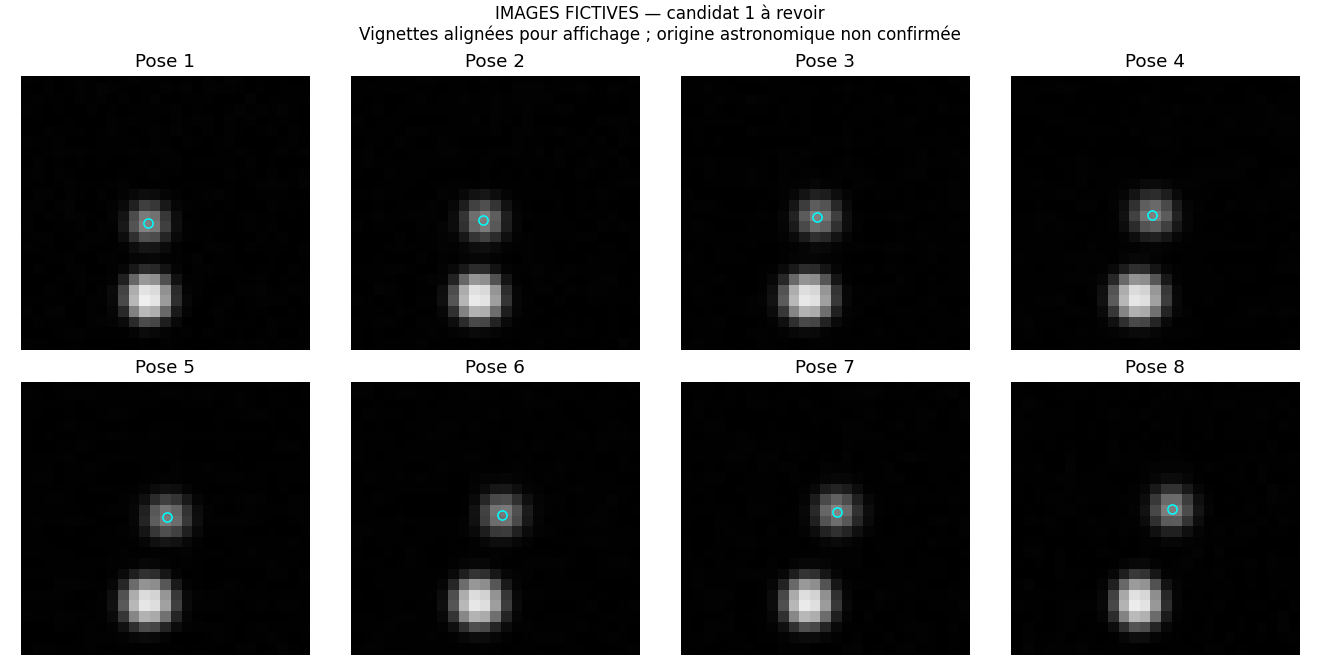 IMAGES FICTIVES — candidat 1 à revoir
Vignettes alignées pour affichage ; origine astronomique non confirmée
Pose 1
Pose 2
Pose 3
Pose 4
Pose 5
Pose 6
Pose 7
Pose 8